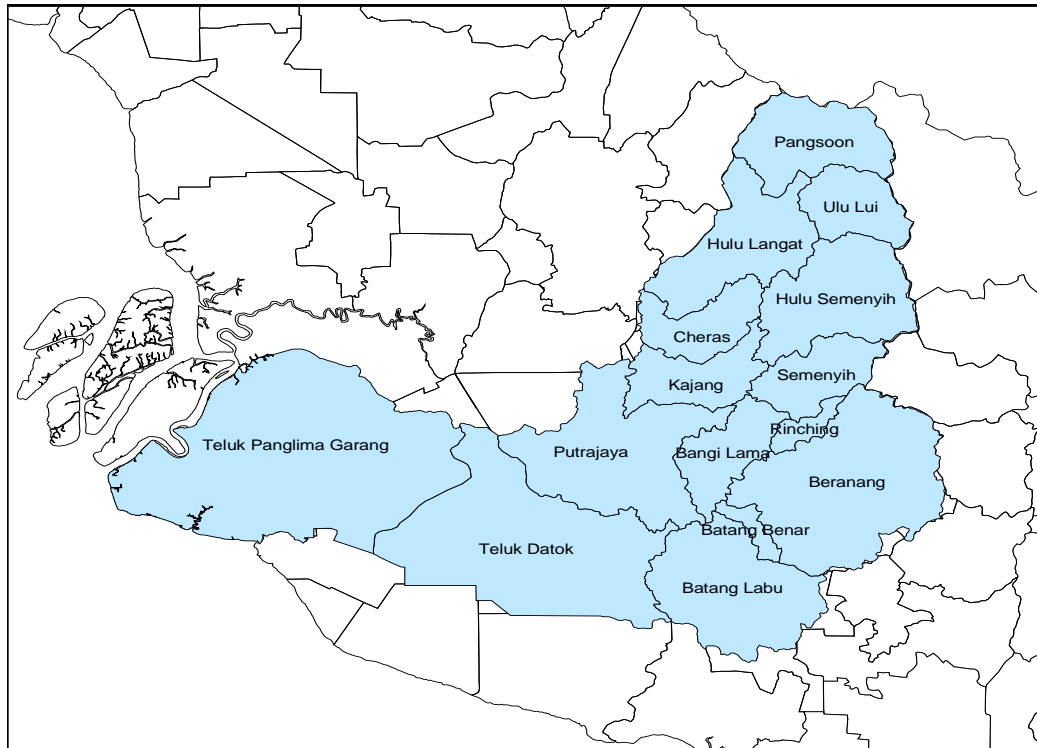 Pangsoon
Ulu Lui
Hulu Langat
Hulu Semenyih
Cheras
Semenyih
Kajang
Rinching
Teluk Panglima Garang
Putrajaya
Bangi Lama
Beranang
Batang Benar
Teluk Datok
Batang Labu